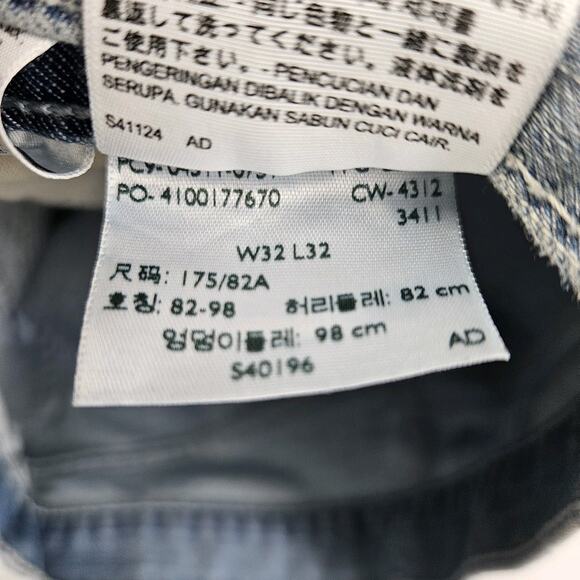 裏返して洗ってください。液体洗剤を
ご使用下さい。- PENCUCIAN DAN
PENGERINGAN DIBALIK DENGAN WARNA
SERUPA. GUNAKAN SABUN CUCI CAIR.
S41124 AD
PO- 4100177670 CW- 4312
3411
W32 L32
尺码: 175/82A
호칭: 82-98 허리둘레: 82 cm
엉덩이둘레: 98 cm
S40196 AD